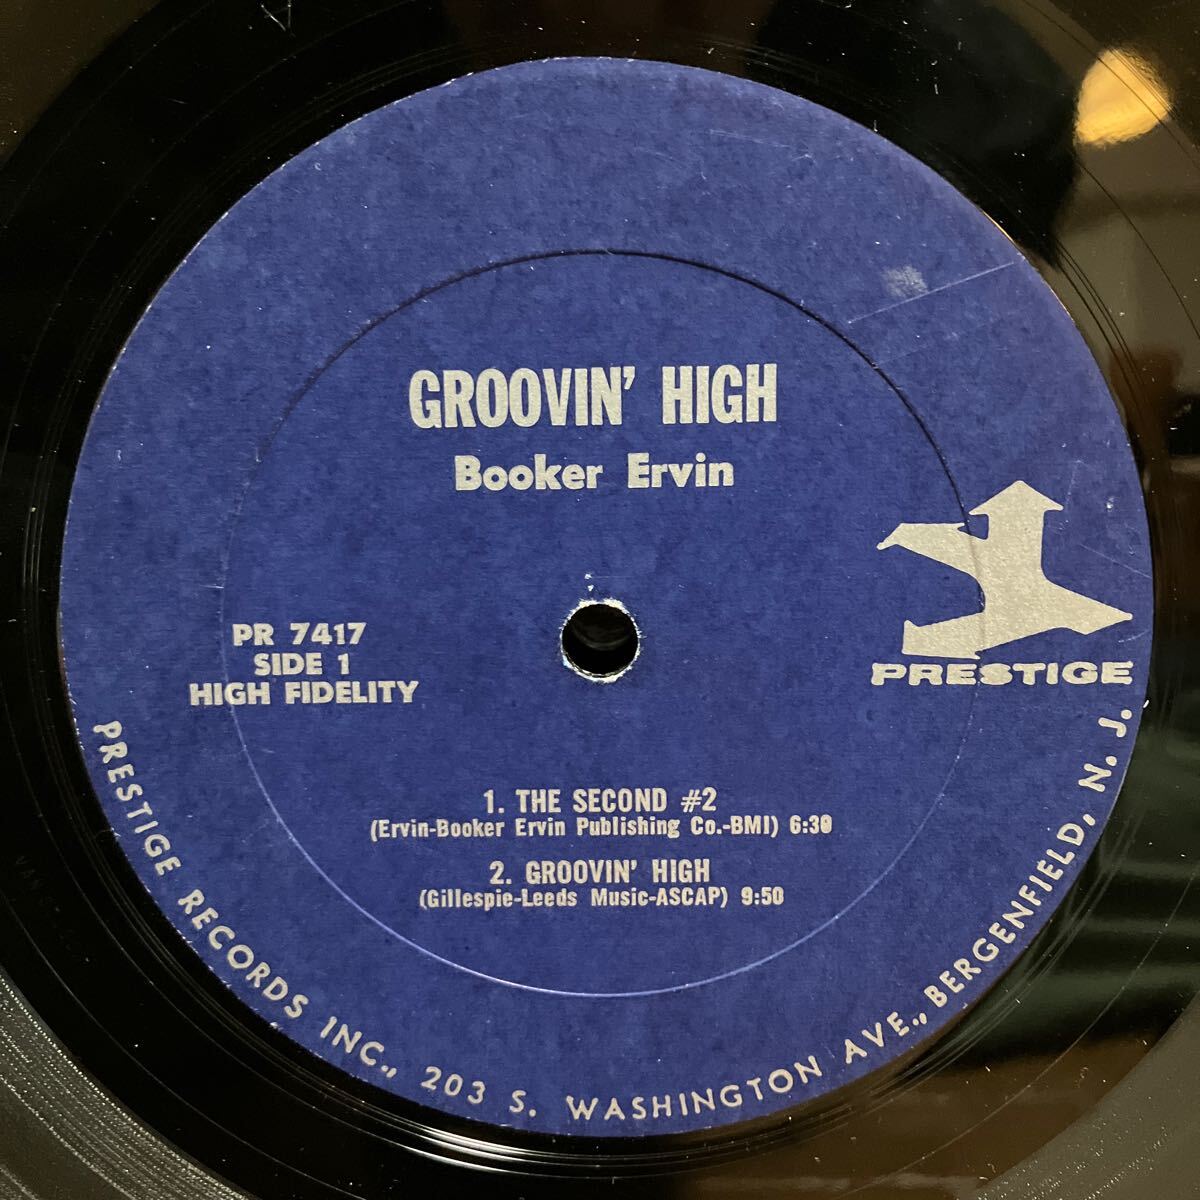 GROOVIN' HIGH
Booker Ervin
PR 7417
SIDE 1
HIGH FIDELITY
PRESTIGE
1. THE SECOND #2
(Ervin-Booker Ervin Publishing Co.-BMI) 6:30
2. GROOVIN' HIGH
(Gillespie-Leeds Music-ASCAP) 9:50
PRESTIGE RECORDS INC., 203 S. WASHINGTON AVE., BERGENFIELD, N. J.